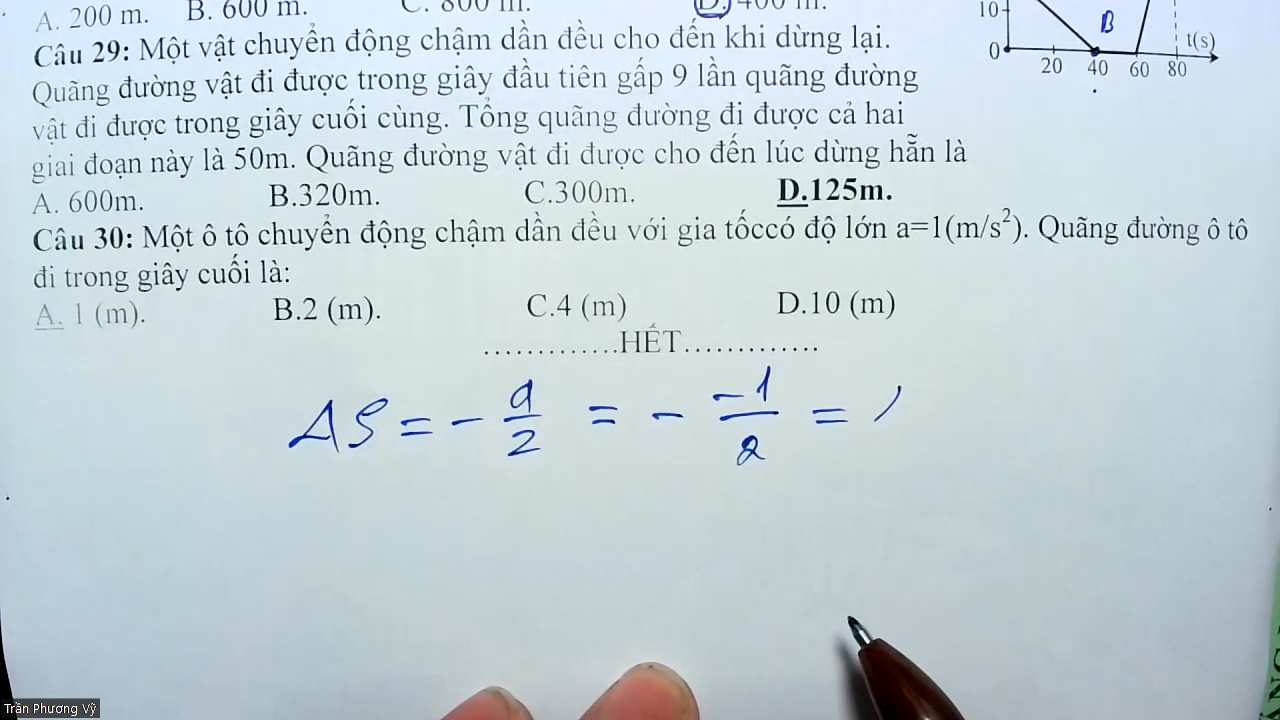 A. 200 m. B. 600 m. C. 800 m. D. 400 m.
Câu 29: Một vật chuyển động chậm dần đều cho đến khi dừng lại.
Quãng đường vật đi được trong giây đầu tiên gấp 9 lần quãng đường
vật đi được trong giây cuối cùng. Tổng quãng đường đi được cả hai
giai đoạn này là 50m. Quãng đường vật đi được cho đến lúc dừng hẵn là
A. 600m. B.320m. C.300m. D.125m.
10
B
0
t(s)
20 40 60 80
Câu 30: Một ô tô chuyển động chậm dần đều với gia tốccó độ lớn a=1(m/s²). Quãng đường ô tô
đi trong giây cuối là:
A. 1 (m). B.2 (m). C.4 (m) D.10 (m)
.............HẾT.............
ΔS = - a/2 = - -1/2 =
Trần Phương Vỹ